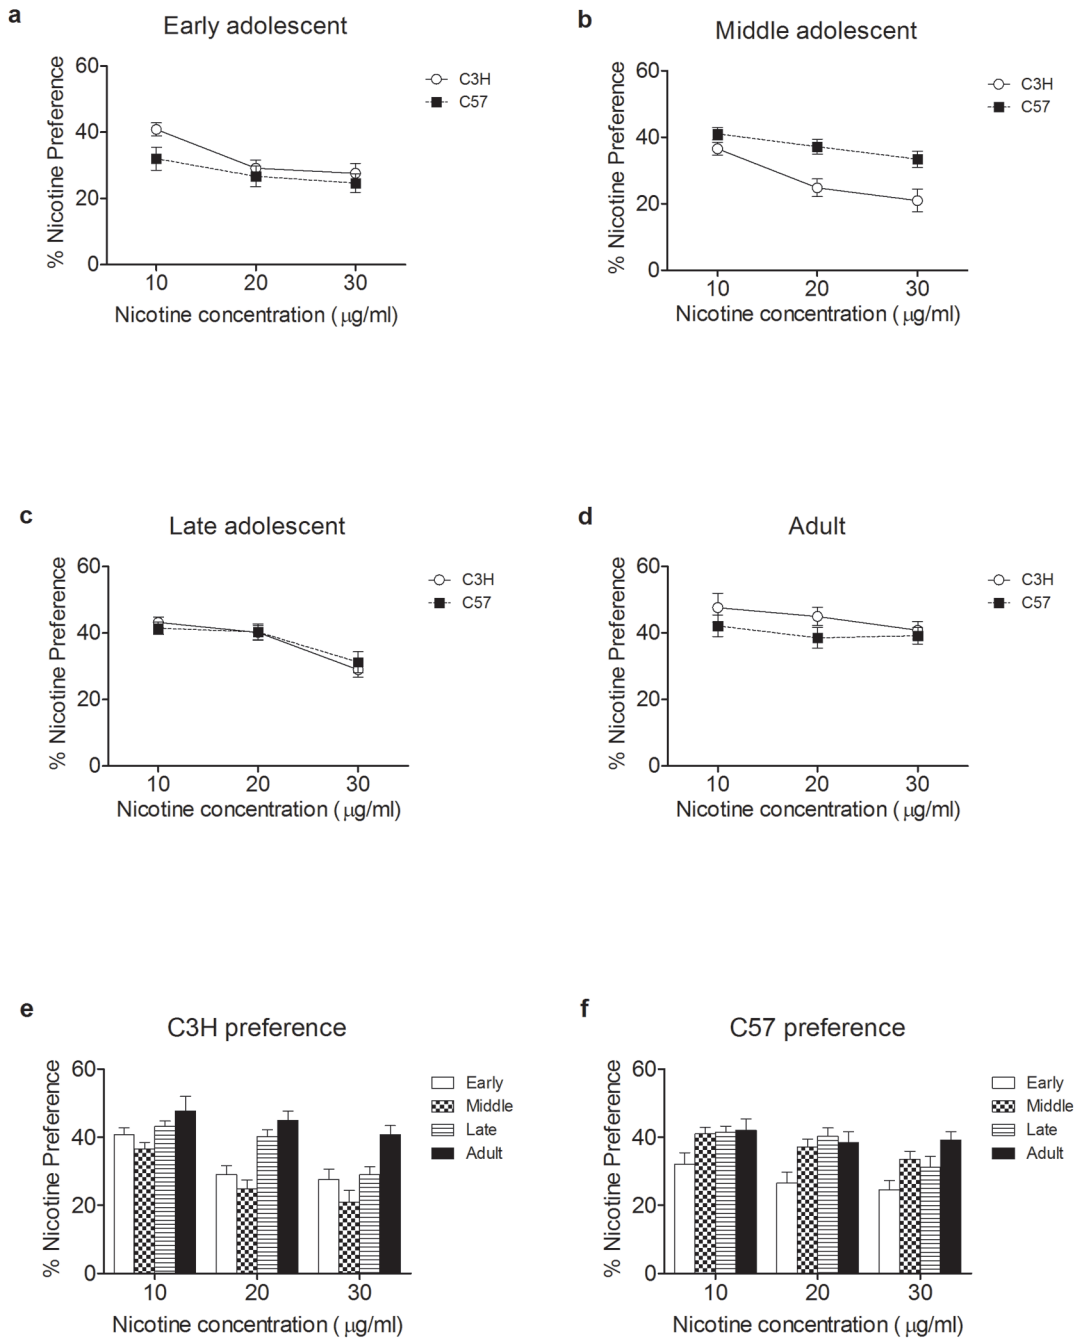 a
Early adolescent
% Nicotine Preference
60
40
20
0
10 20 30
Nicotine concentration ( μg/ml)
C3H
C57
b
Middle adolescent
% Nicotine Preference
60
40
20
0
10 20 30
Nicotine concentration ( μg/ml)
C3H
C57
c
Late adolescent
% Nicotine Preference
60
40
20
0
10 20 30
Nicotine concentration ( μg/ml)
C3H
C57
d
Adult
% Nicotine Preference
60
40
20
0
10 20 30
Nicotine concentration ( μg/ml)
C3H
C57
e
C3H preference
% Nicotine Preference
60
40
20
0
10 20 30
Nicotine concentration ( μg/ml)
Early
Middle
Late
Adult
f
C57 preference
% Nicotine Preference
60
40
20
0
10 20 30
Nicotine concentration ( μg/ml)
Early
Middle
Late
Adult